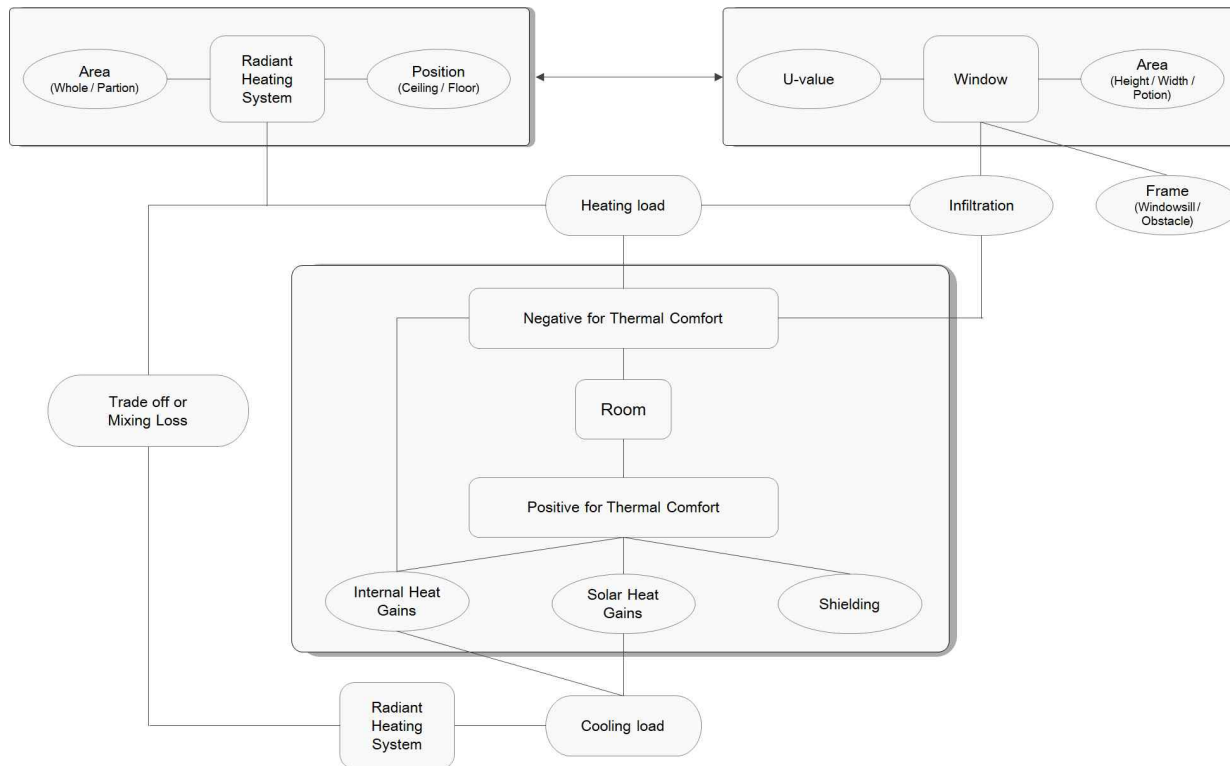 Area
(Whole / Partion)
Radiant
Heating
System
Position
(Ceiling / Floor)
U-value
Window
Area
(Height / Width /
Potion)
Heating load
Infiltration
Frame
(Windowsill /
Obstacle)
Negative for Thermal Comfort
Trade off or
Mixing Loss
Room
Positive for Thermal Comfort
Internal Heat
Gains
Solar Heat
Gains
Shielding
Radiant
Heating
System
Cooling load